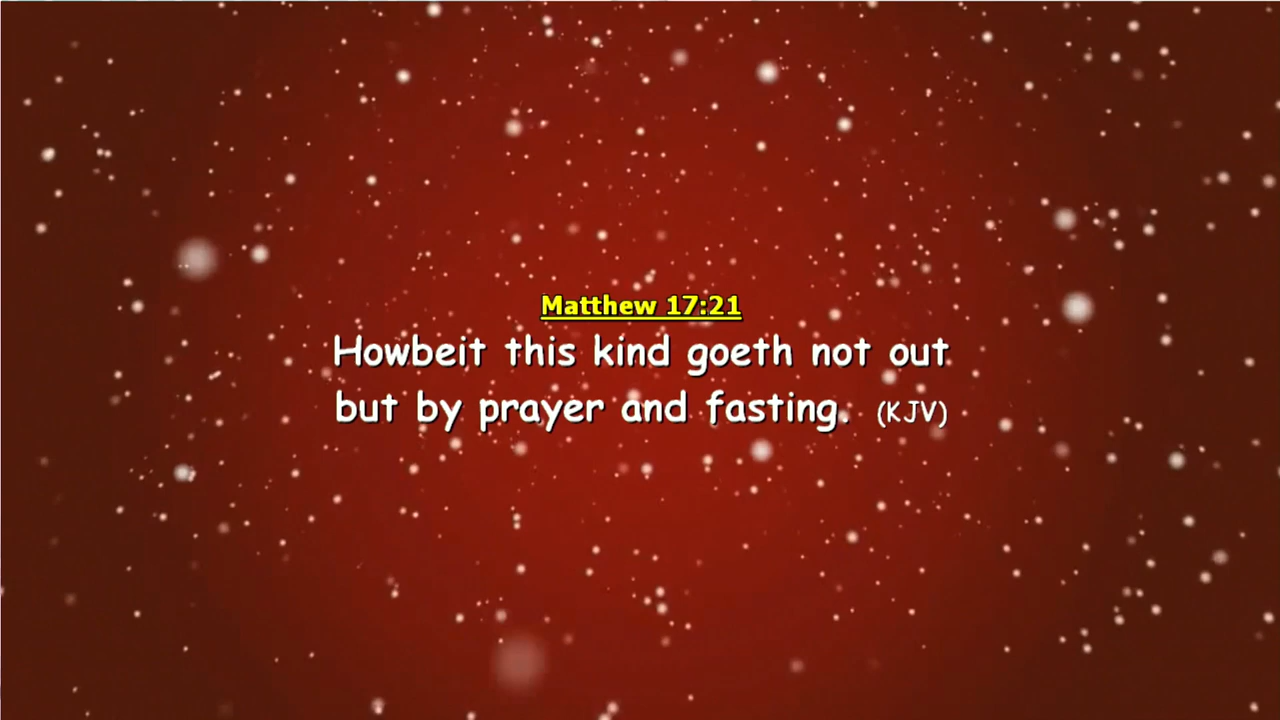 Matthew 17:21
Howbeit this kind goeth not out
but by prayer and fasting. (KJV)